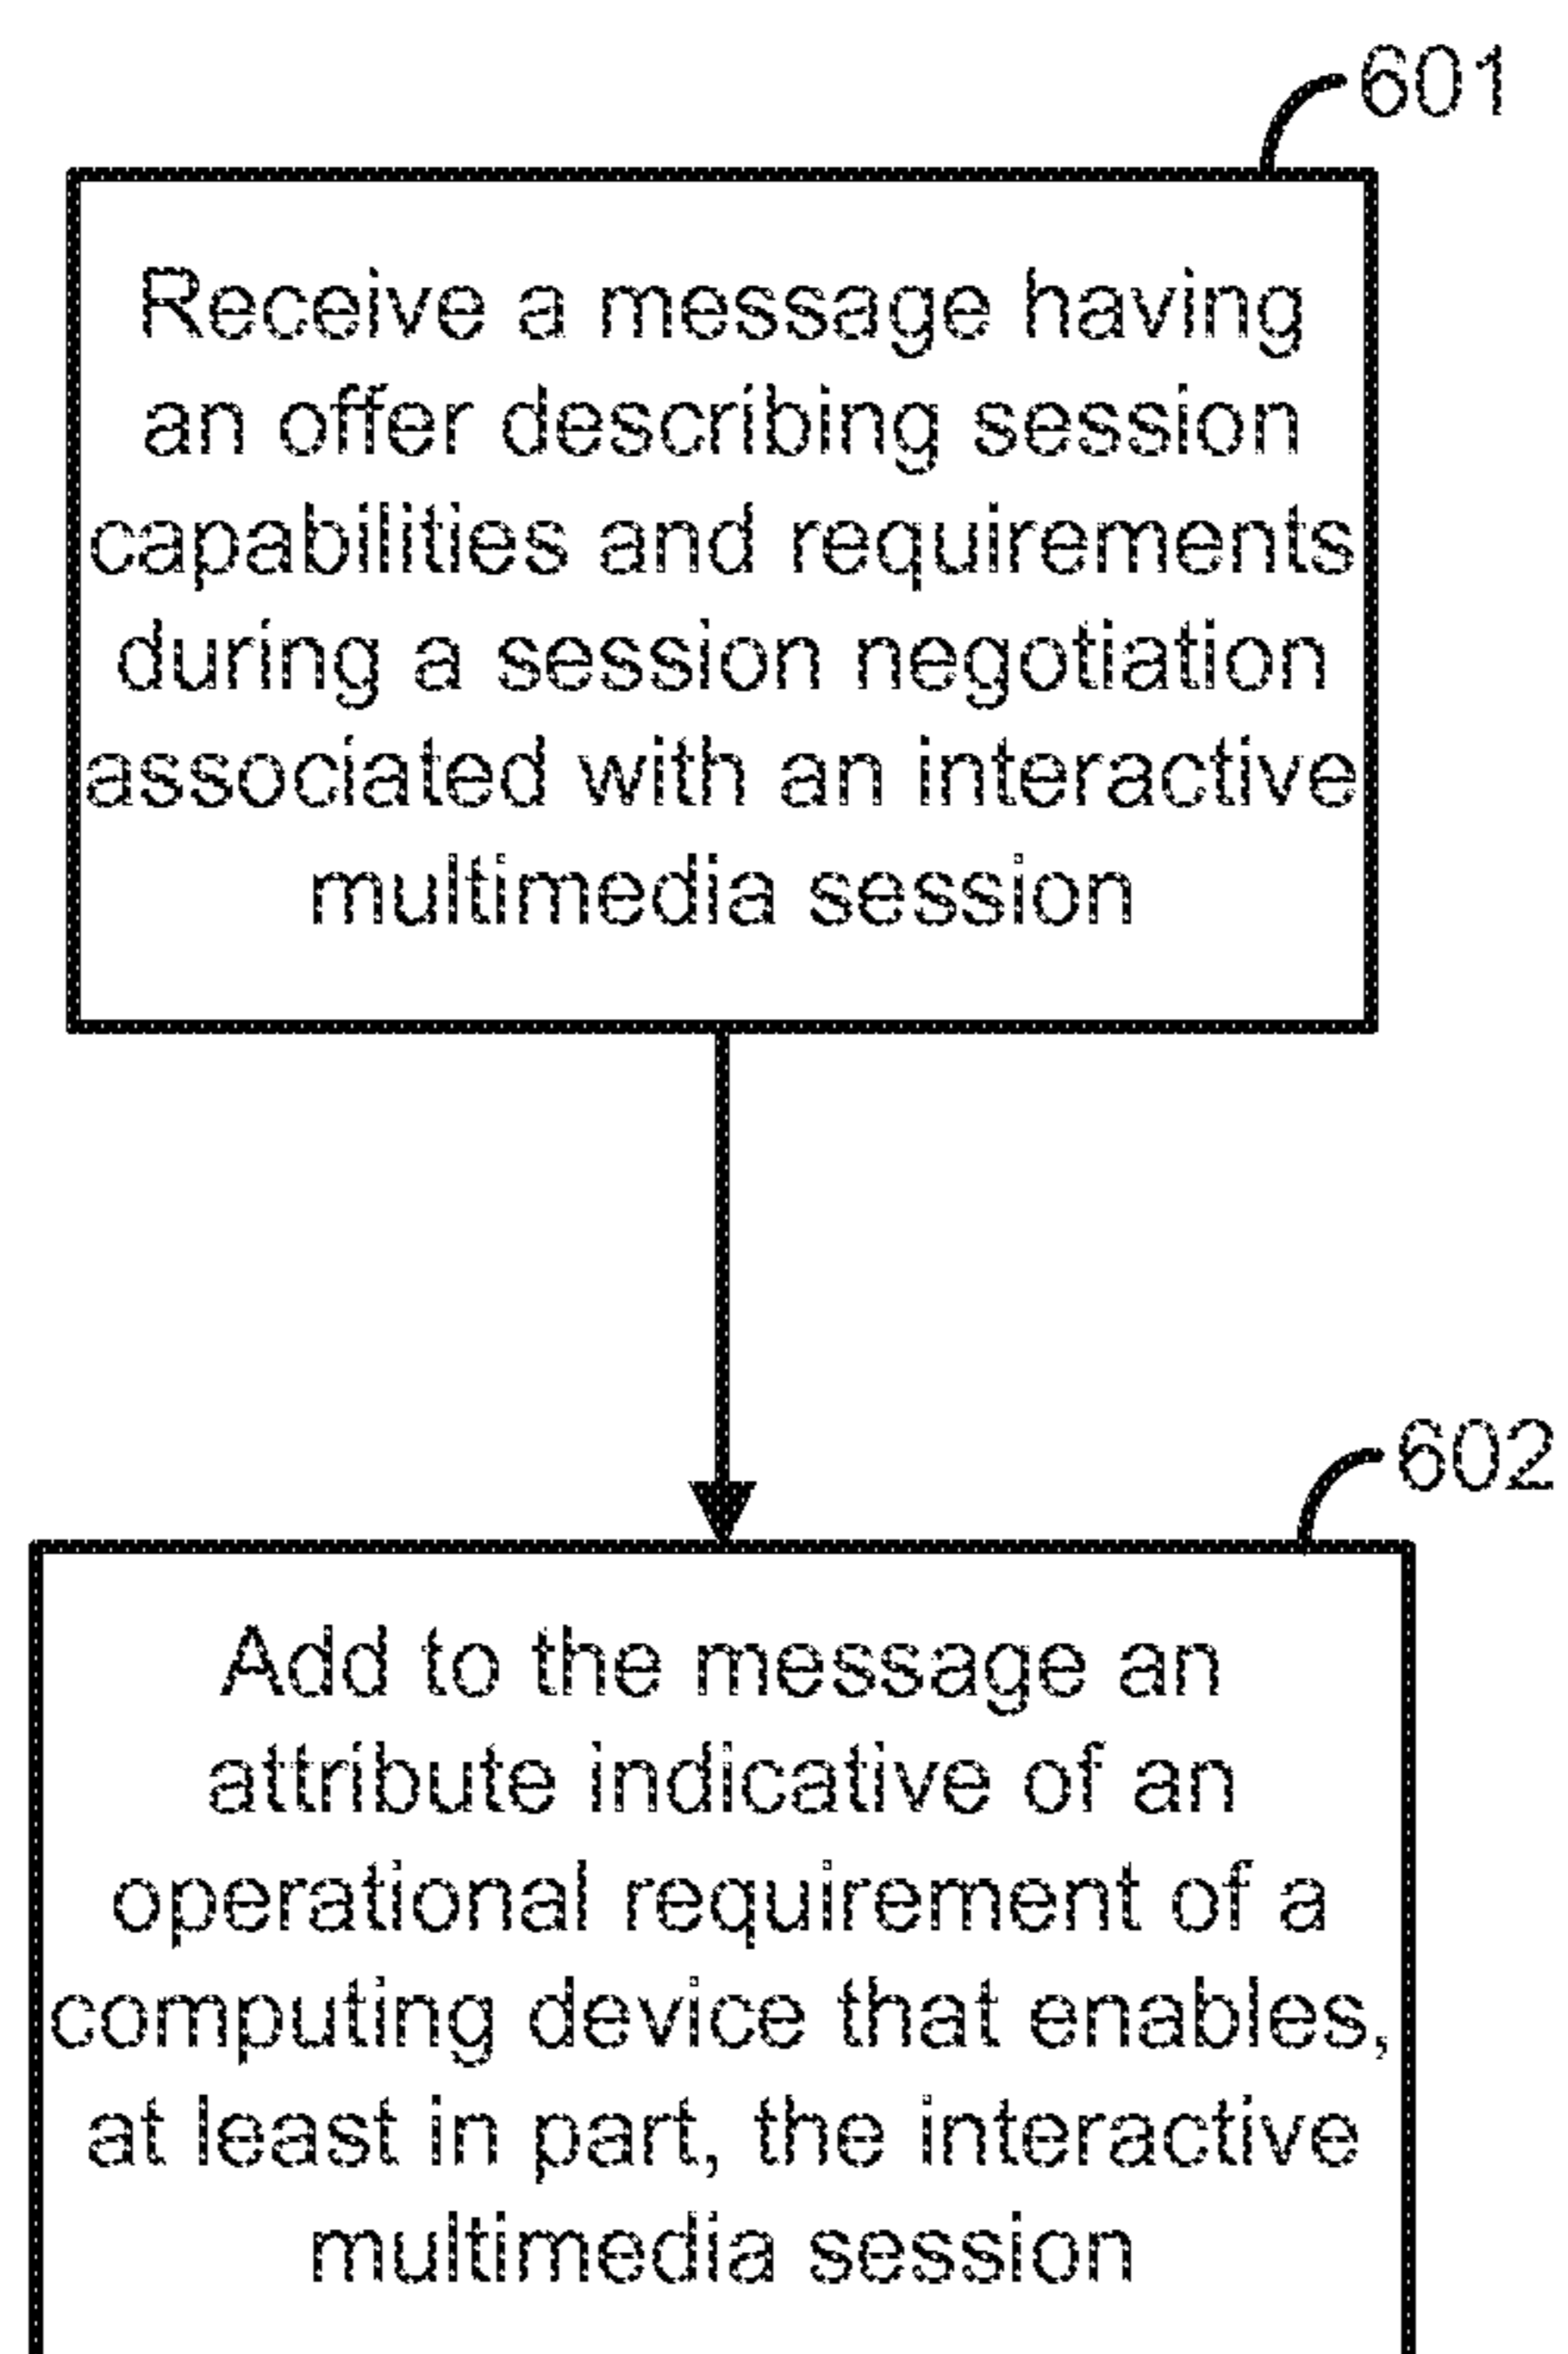 601
Receive a message having
an offer describing session
capabilities and requirements
during a session negotiation
associated with an interactive
multimedia session
602
Add to the message an
attribute indicative of an
operational requirement of a
computing device that enables,
at least in part, the interactive
multimedia session